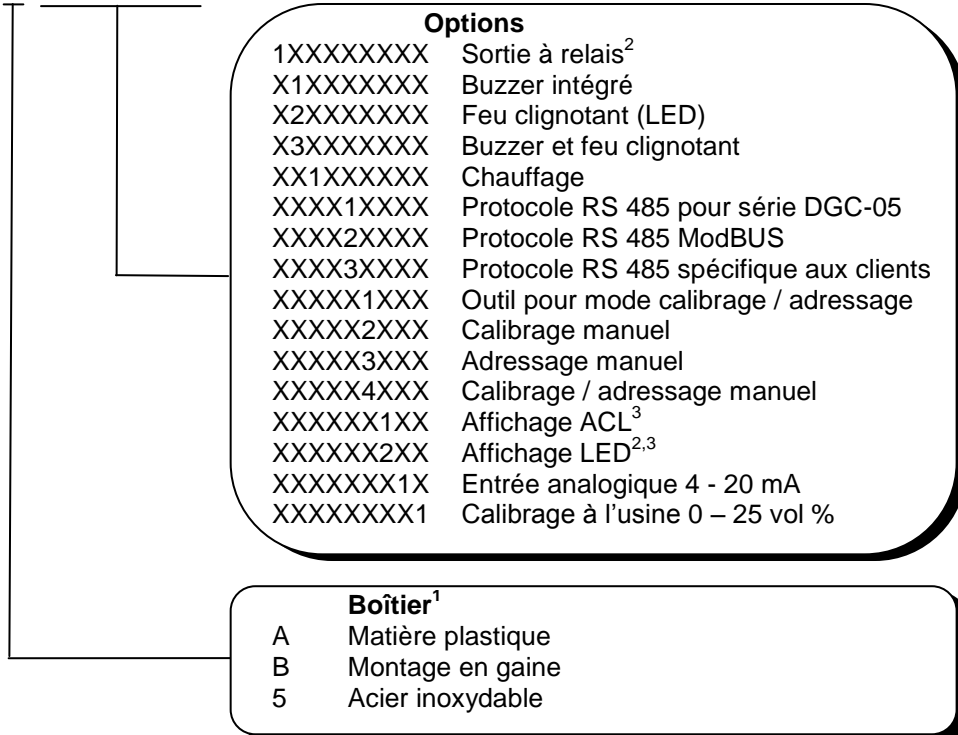 Options
1XXXXXXXX Sortie à relais2
X1XXXXXXX Buzzer intégré
X2XXXXXXX Feu clignotant (LED)
X3XXXXXXX Buzzer et feu clignotant
XX1XXXXXX Chauffage
XXXX1XXXX Protocole RS 485 pour série DGC-05
XXXX2XXXX Protocole RS 485 ModBUS
XXXX3XXXX Protocole RS 485 spécifique aux clients
XXXXX1XXX Outil pour mode calibrage / adressage
XXXXX2XXX Calibrage manuel
XXXXX3XXX Adressage manuel
XXXXX4XXX Calibrage / adressage manuel
XXXXXX1XX Affichage ACL3
XXXXXX2XX Affichage LED2,3
XXXXXXX1X Entrée analogique 4 - 20 mA
XXXXXXXX1 Calibrage à l'usine 0 – 25 vol %
Boîtier1
A Matière plastique
B Montage en gaine
5 Acier inoxydable